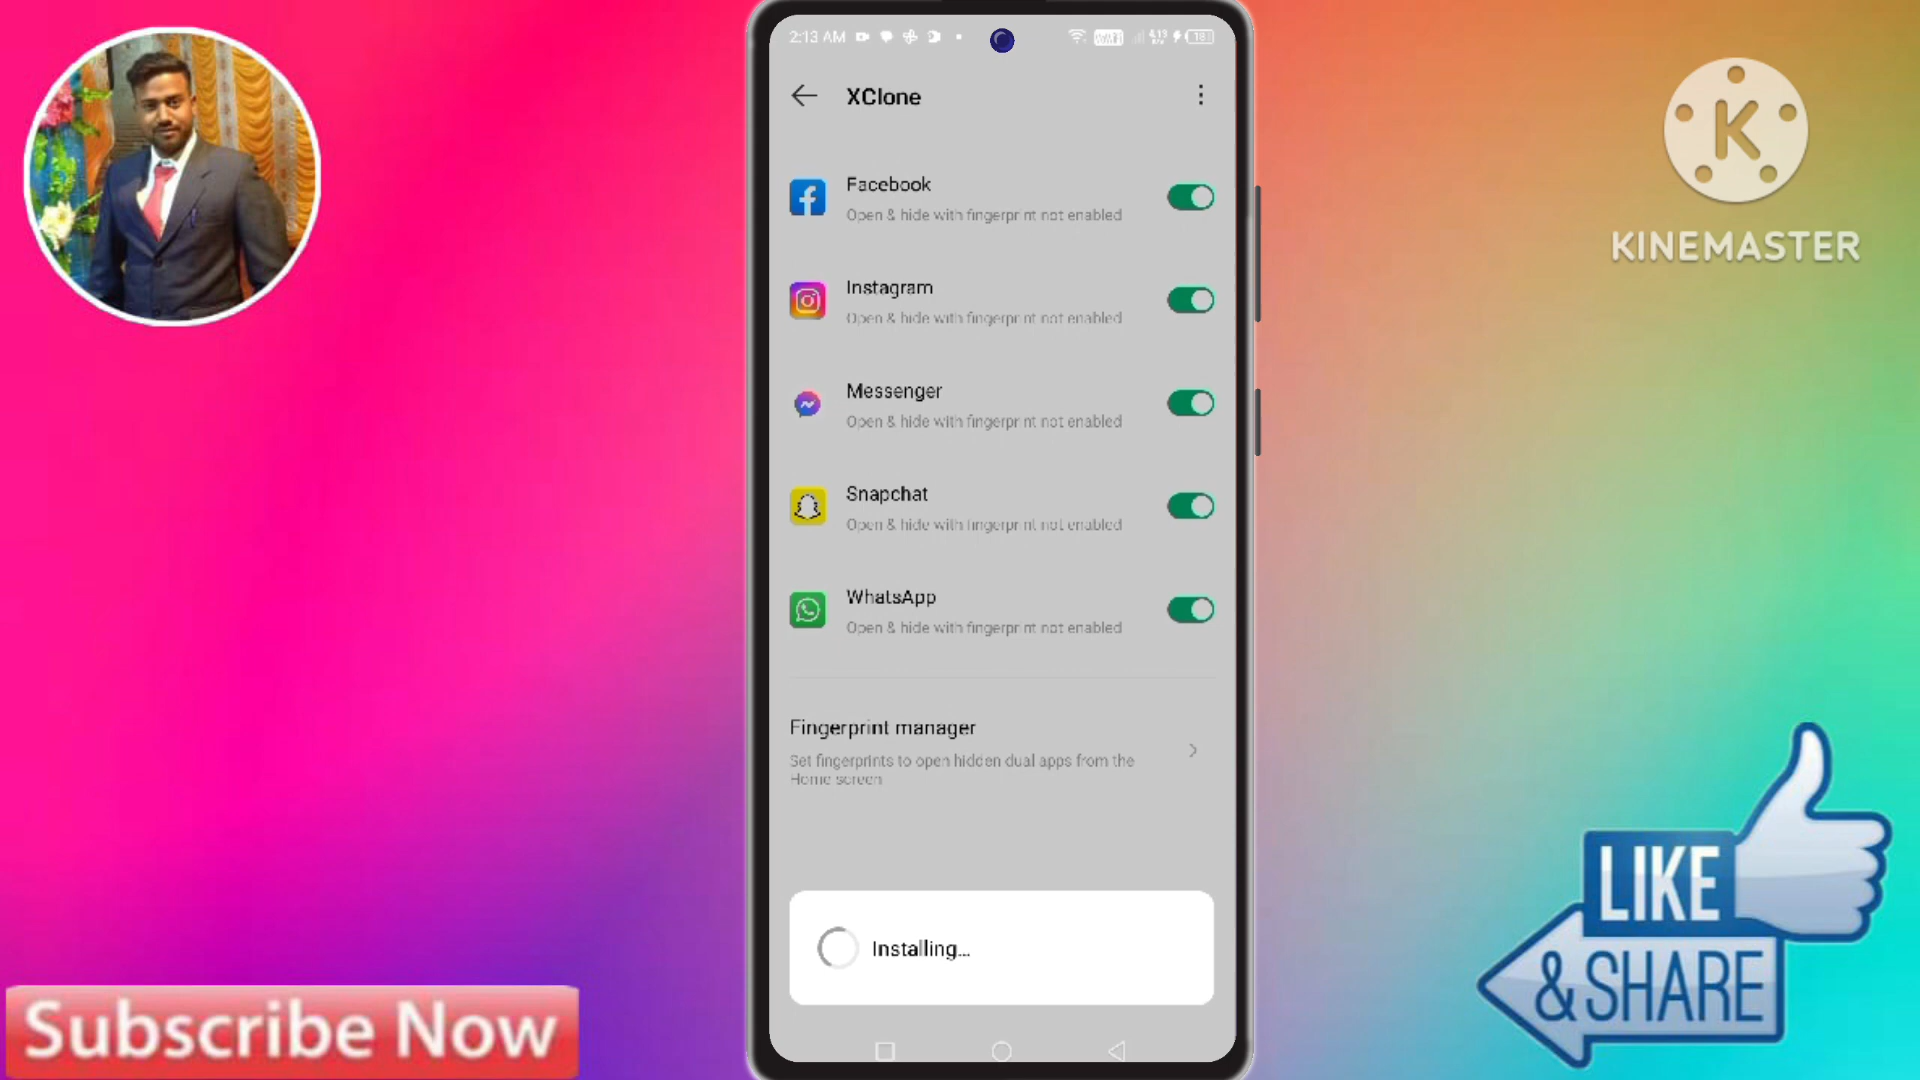 2:13 AM
18
XClone
Facebook
Open & hide with fingerprint not enabled
Instagram
Open & hide with fingerprint not enabled
Messenger
Open & hide with fingerprint not enabled
Snapchat
Open & hide with fingerprint not enabled
WhatsApp
Open & hide with fingerprint not enabled
Fingerprint manager
Set fingerprints to open hidden dual apps from the
Home screen
Installing...
K
KINEMASTER
Subscribe Now
LIKE
& SHARE